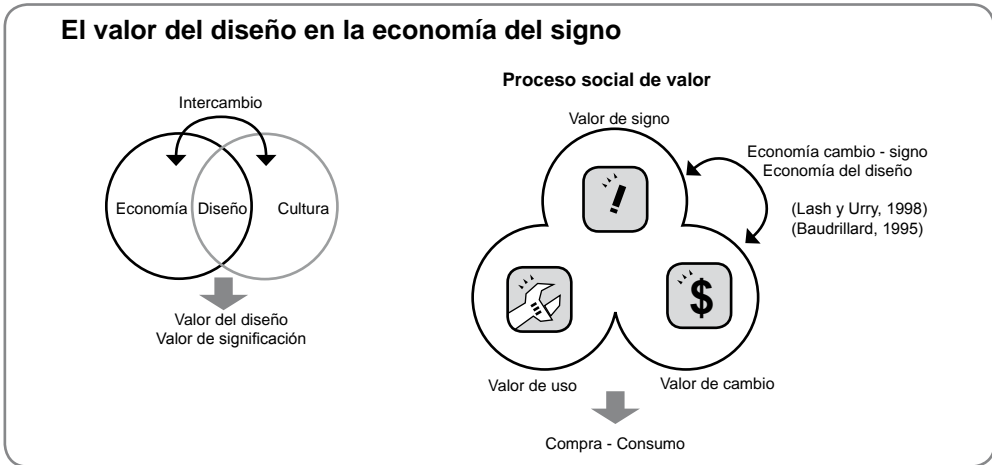 El valor del diseño en la economía del signo
Intercambio
Economía
Diseño
Cultura
Valor del diseño
Valor de significación
Proceso social de valor
Valor de signo
!
Economía cambio - signo
Economía del diseño
(Lash y Urry, 1998)
(Baudrillard, 1995)
$
Valor de uso
Valor de cambio
Compra - Consumo